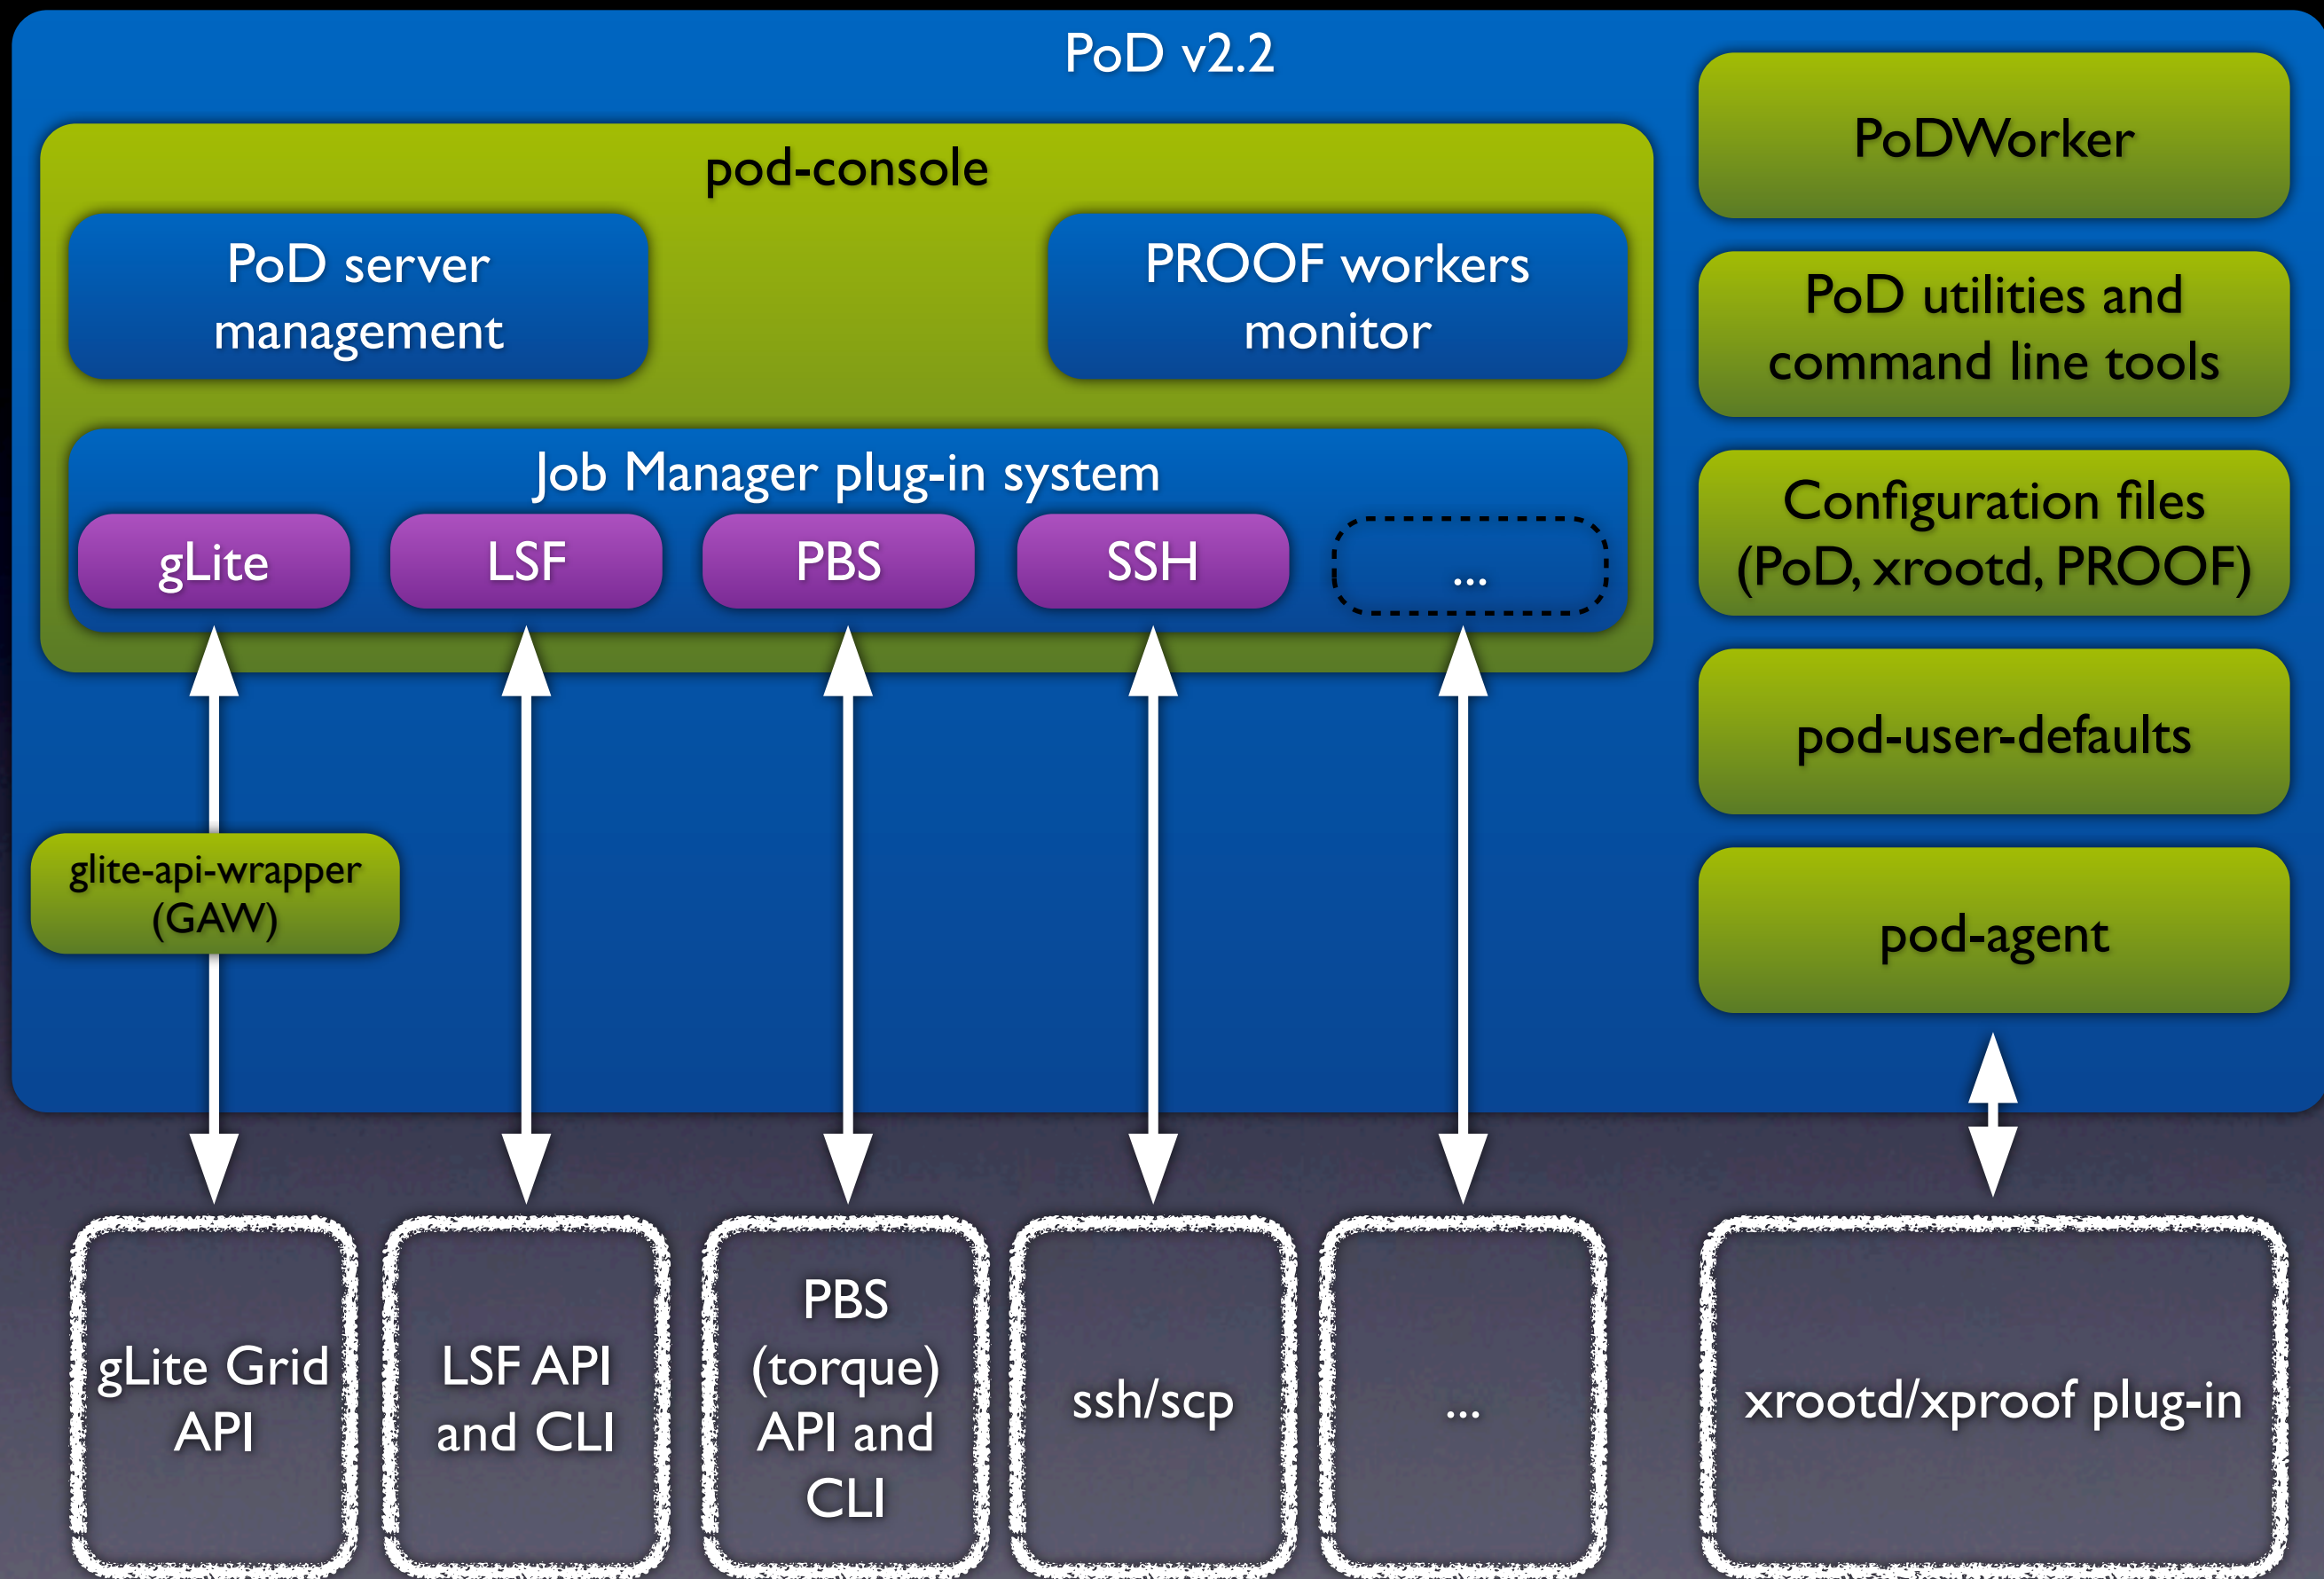 PoD v2.2
pod-console
PoD server
management
PROOF workers
monitor
Job Manager plug-in system
gLite
LSF
PBS
SSH
...
glite-api-wrapper
(GAW)
PoDWorker
PoD utilities and
command line tools
Configuration files
(PoD, xrootd, PROOF)
pod-user-defaults
pod-agent
gLite Grid
API
LSF API
and CLI
PBS
(torque)
API and
CLI
ssh/scp
...
xrootd/xproof plug-in